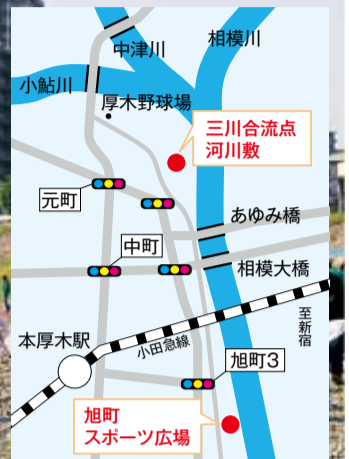 中津川
相模川
小鮎川
厚木野球場
三川合流点
河川敷
元町
あゆみ橋
中町
相模大橋
本厚木駅
小田急線
至新宿
旭町3
旭町
スポーツ広場